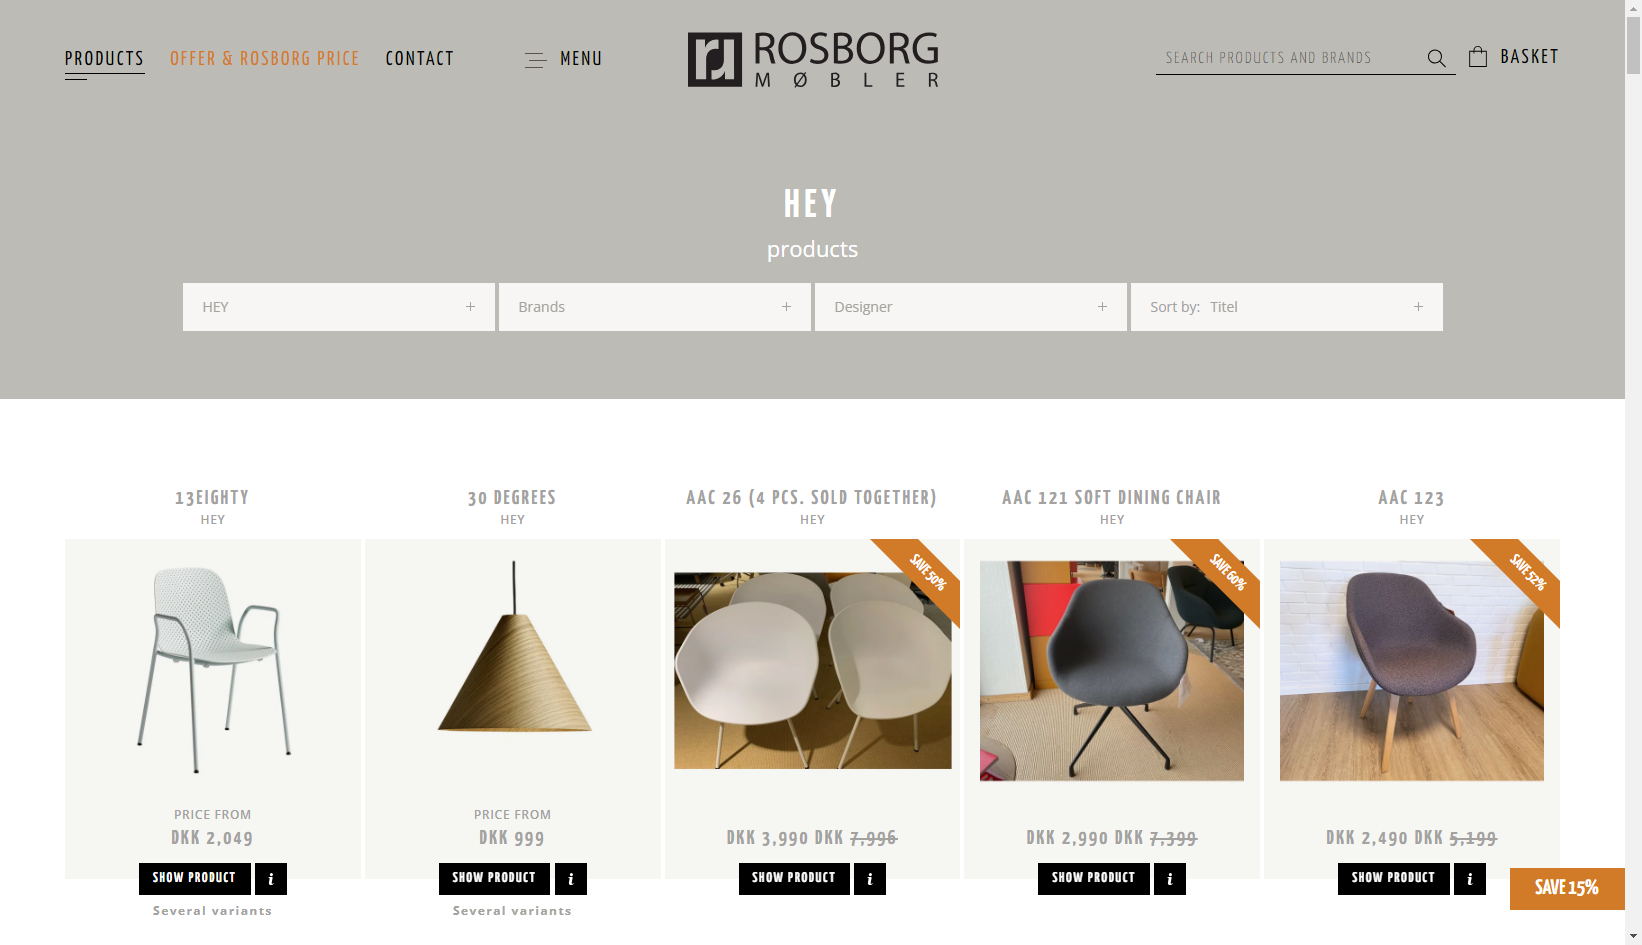 PRODUCTS OFFER & ROSBORG PRICE CONTACT MENU
ROSBORG
MØBLER
SEARCH PRODUCTS AND BRANDS
BASKET
HEY
products
HEY + Brands + Designer + Sort by: Titel +
13EIGHTY
HEY
PRICE FROM
DKK 2,049
SHOW PRODUCT i
Several variants
30 DEGREES
HEY
PRICE FROM
DKK 999
SHOW PRODUCT i
Several variants
AAC 26 (4 PCS. SOLD TOGETHER)
HEY
SAVE 50%
DKK 3,990 DKK 7,996
SHOW PRODUCT i
AAC 121 SOFT DINING CHAIR
HEY
SAVE 60%
DKK 2,990 DKK 7,399
SHOW PRODUCT i
AAC 123
HEY
SAVE 52%
DKK 2,490 DKK 5,199
SHOW PRODUCT i
SAVE 15%